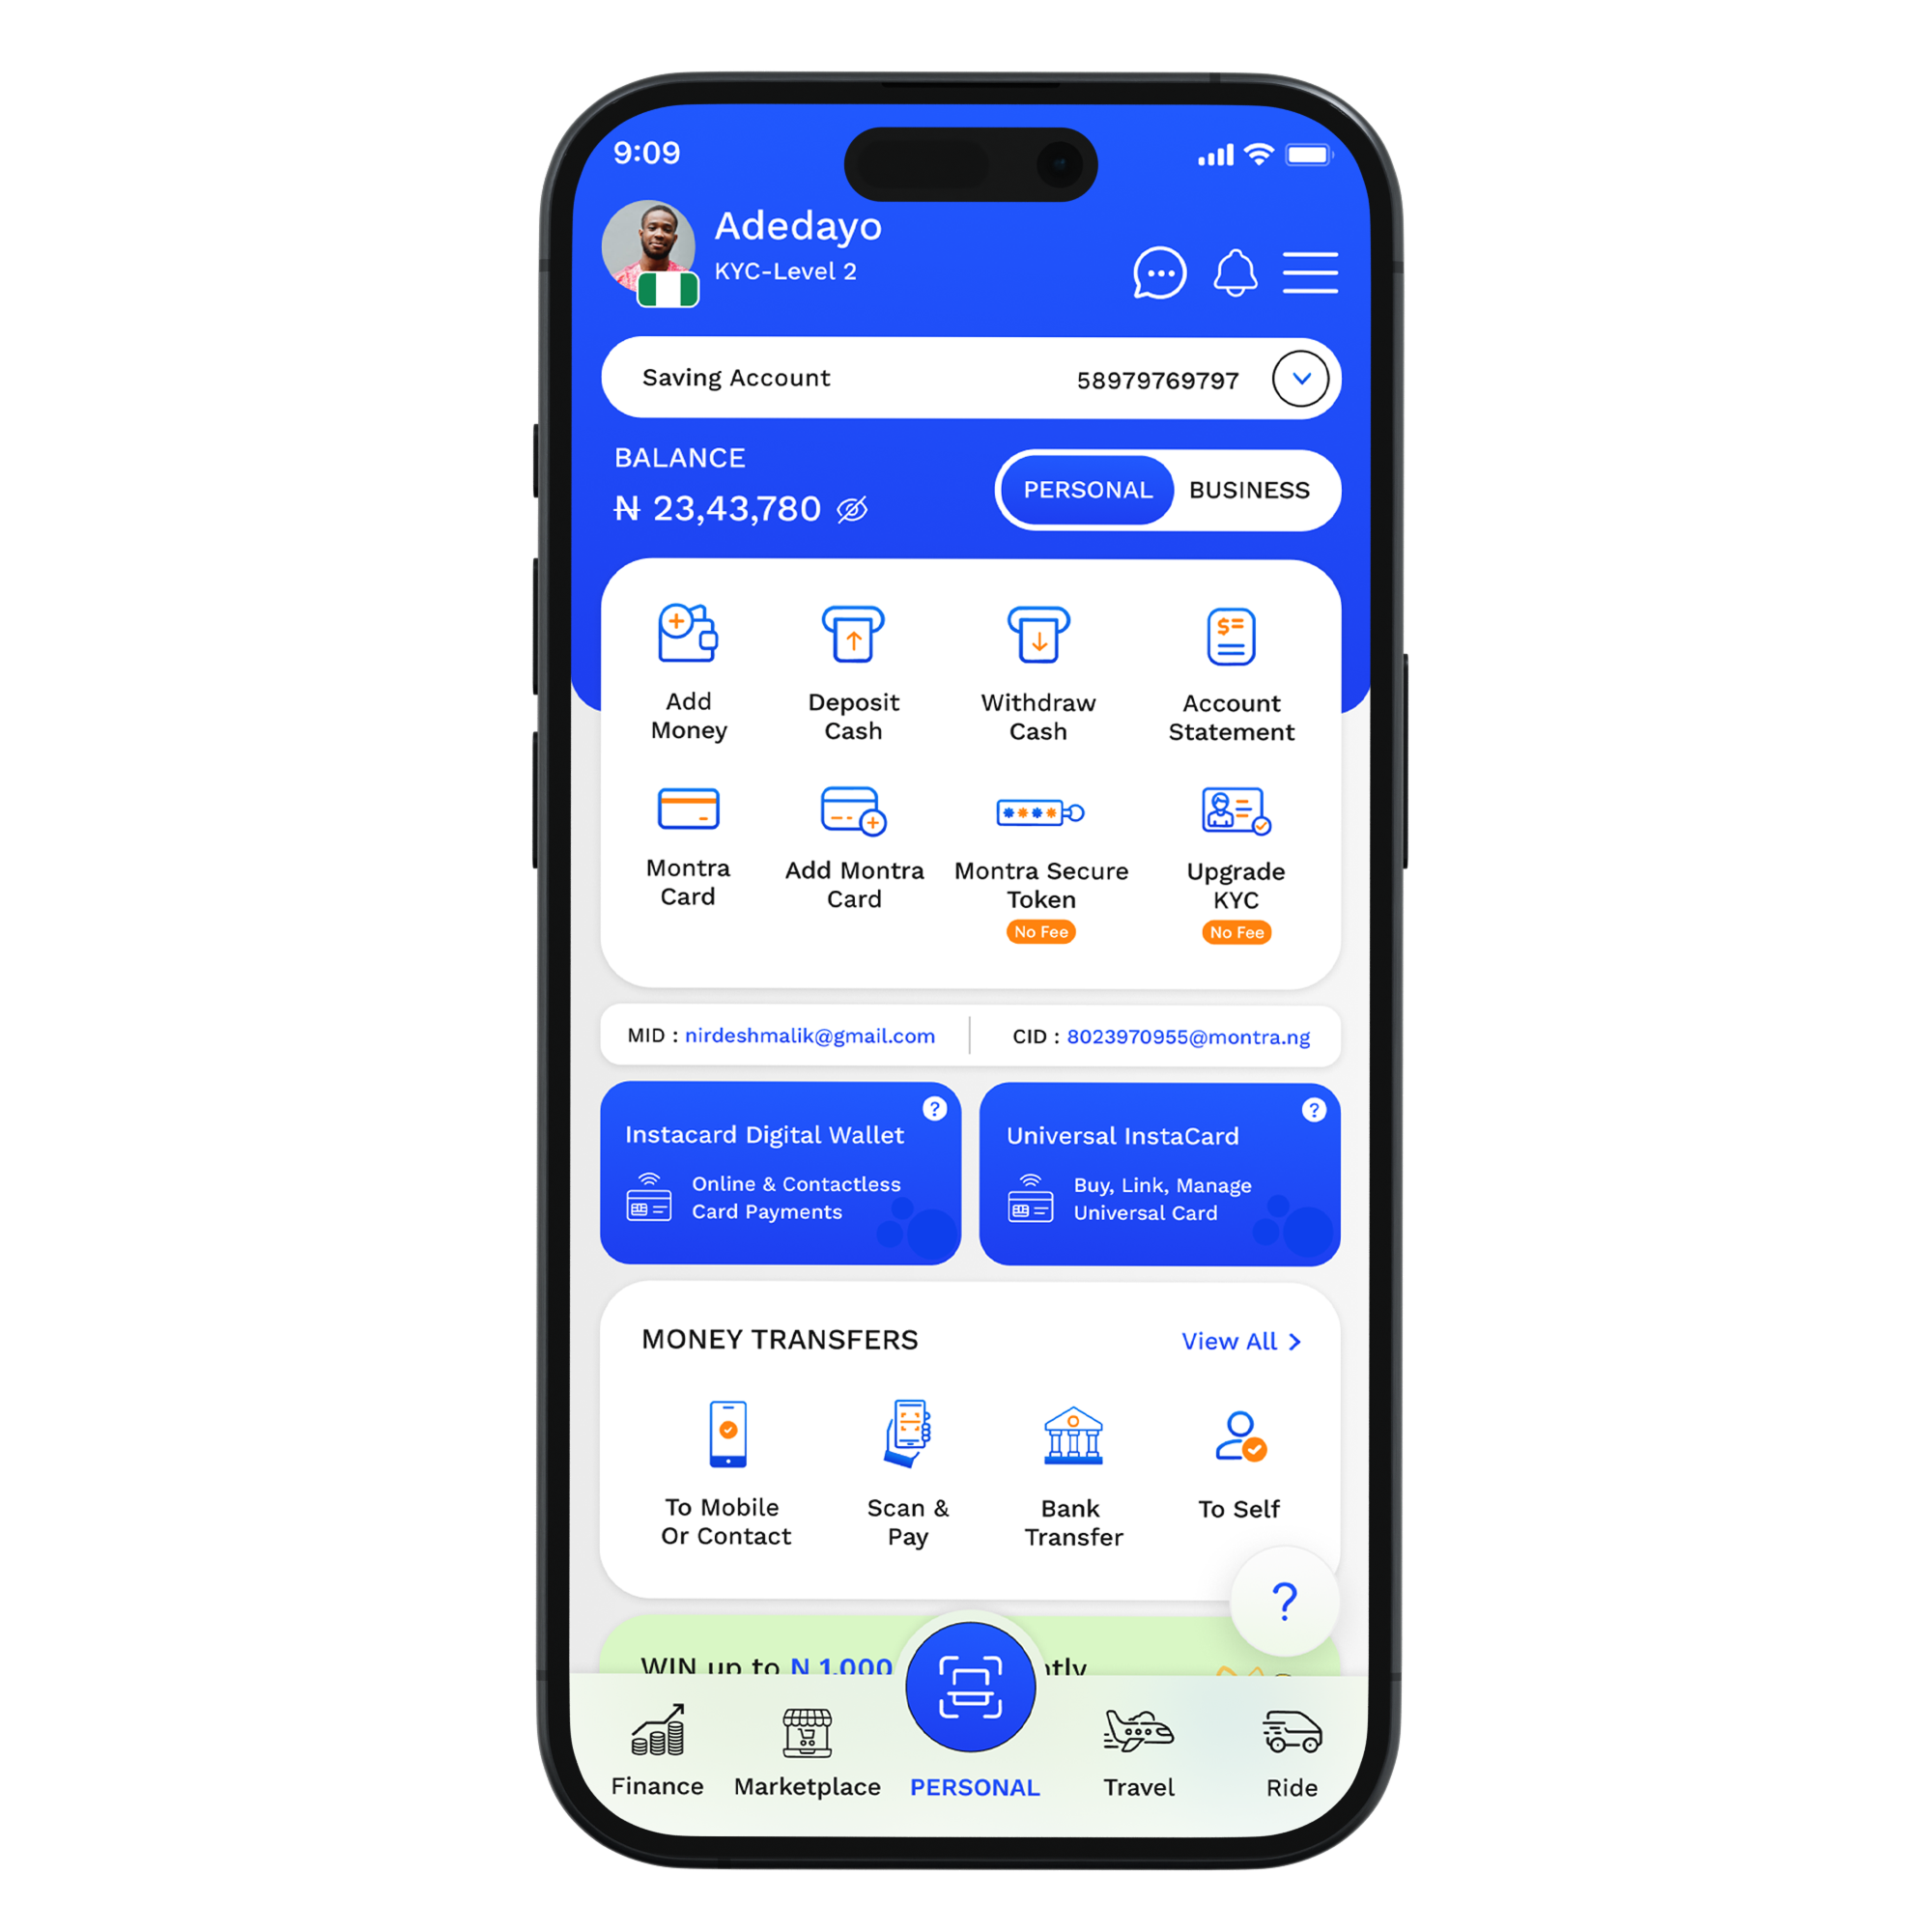 9:09
Adedayo
KYC-Level 2
Saving Account 58979769797
BALANCE
₦ 23,43,780
PERSONAL BUSINESS
Add Money
Deposit Cash
Withdraw Cash
Account Statement
$
Montra Card
Add Montra Card
Montra Secure Token
No Fee
Upgrade KYC
No Fee
MID : nirdeshmalik@gmail.com
CID : 8023970955@montra.ng
Instacard Digital Wallet
?
Online & Contactless
Card Payments
Universal InstaCard
?
Buy, Link, Manage
Universal Card
MONEY TRANSFERS
View All >
To Mobile
Or Contact
Scan &
Pay
Bank
Transfer
To Self
?
WIN up to N 1,000
Finance
Marketplace
PERSONAL
Travel
Ride